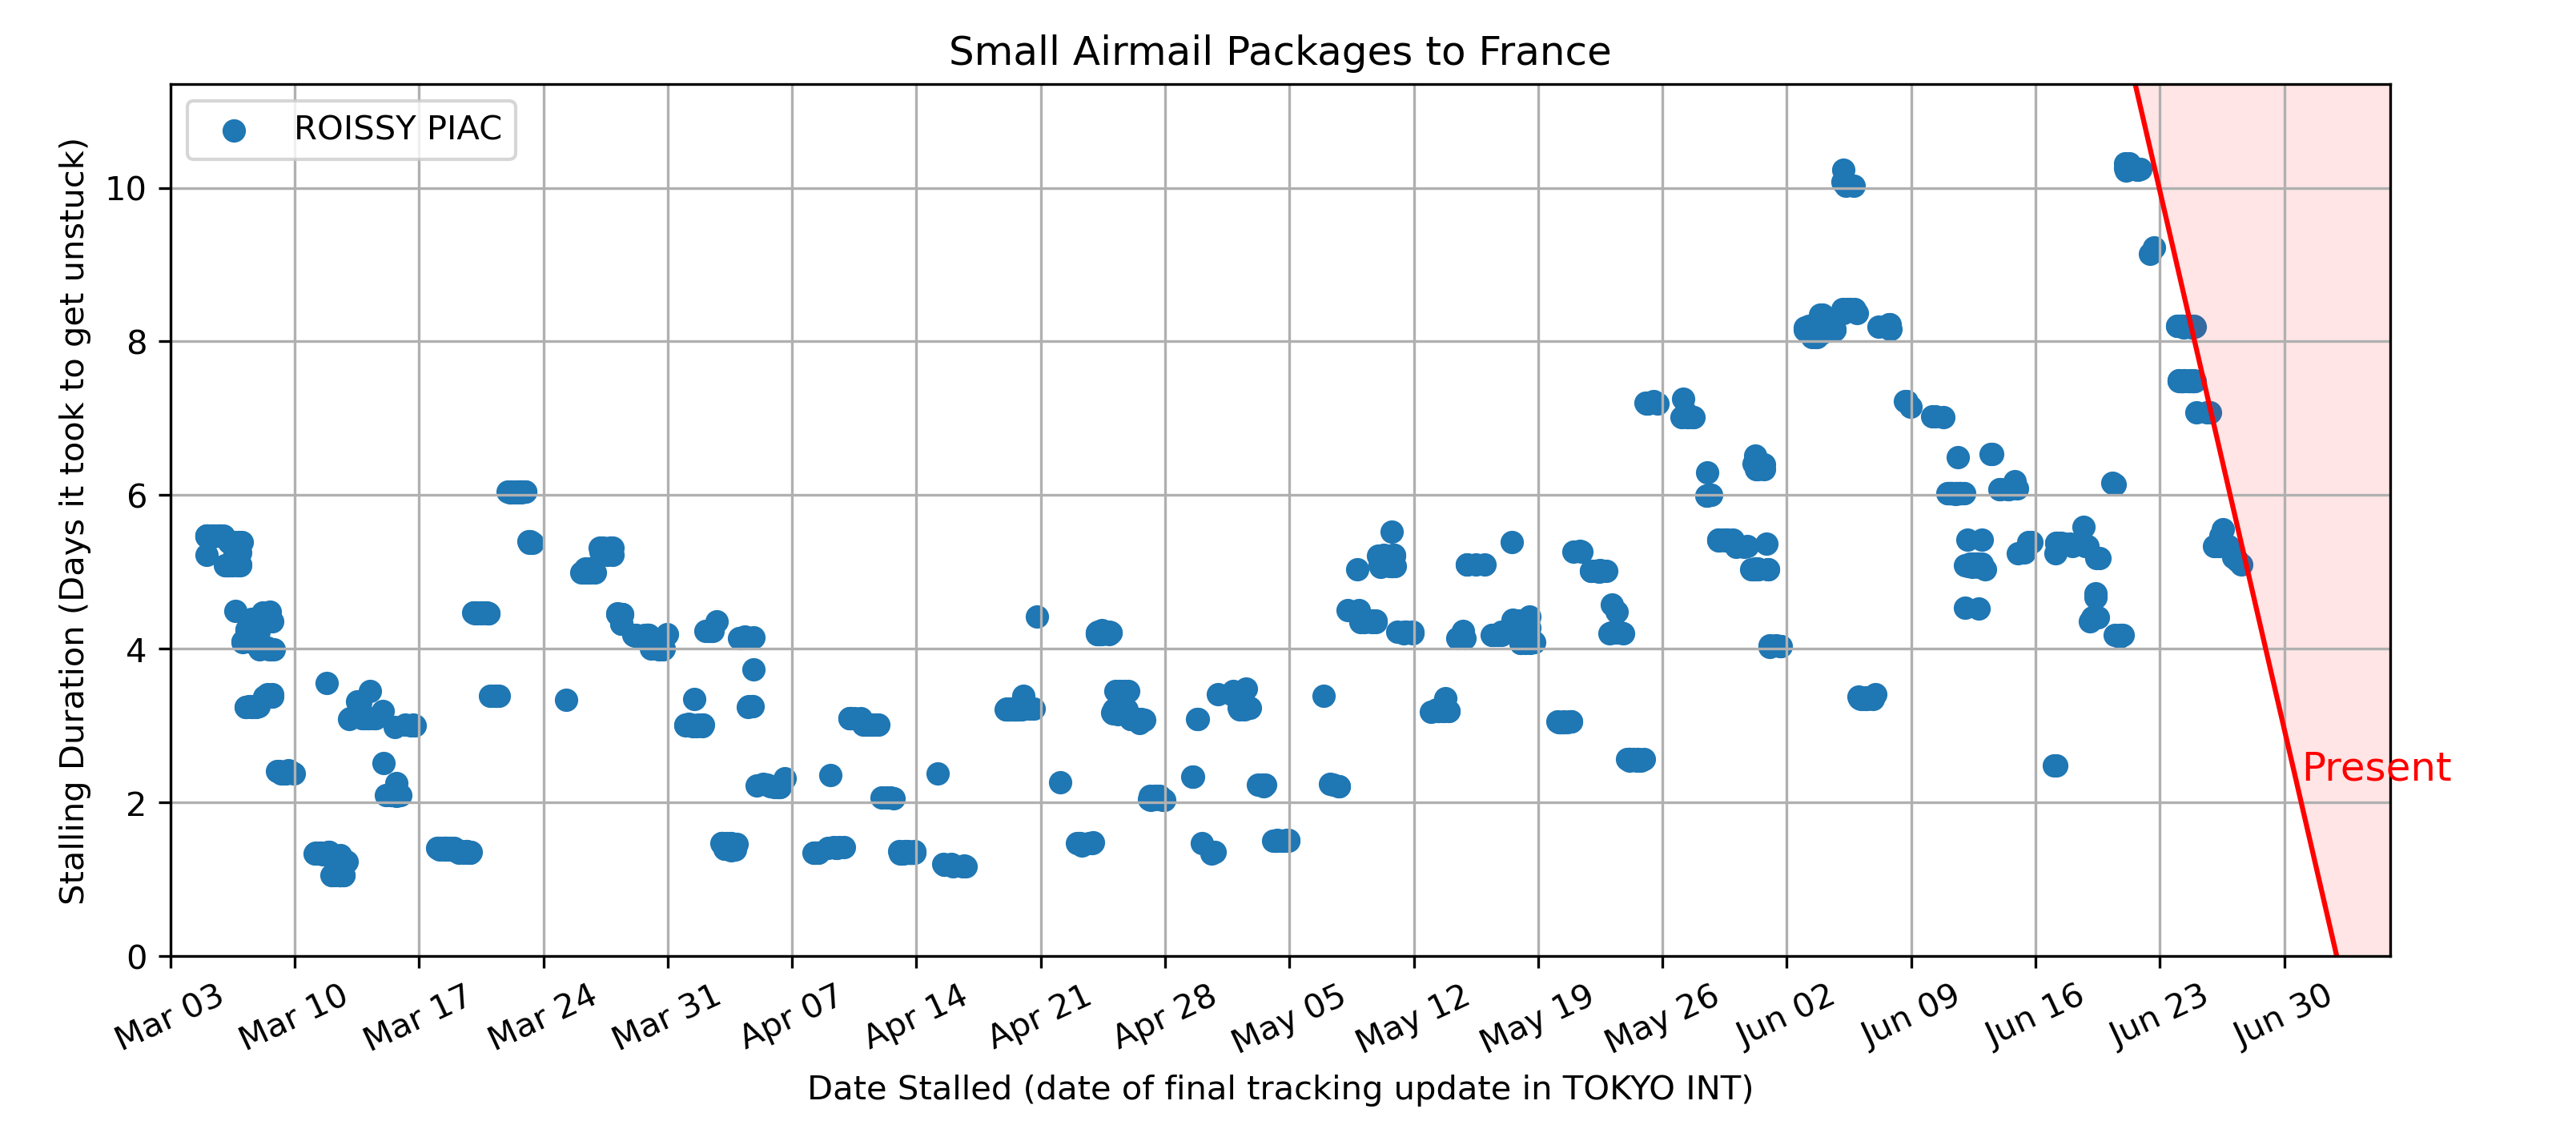 Small Airmail Packages to France
ROISSY PIAC
Stalling Duration (Days it took to get unstuck)
10
8
6
4
2
0
Present
Mar 03
Mar 10
Mar 17
Mar 24
Mar 31
Apr 07
Apr 14
Apr 21
Apr 28
May 05
May 12
May 19
May 26
Jun 02
Jun 09
Jun 16
Jun 23
Jun 30
Date Stalled (date of final tracking update in TOKYO INT)